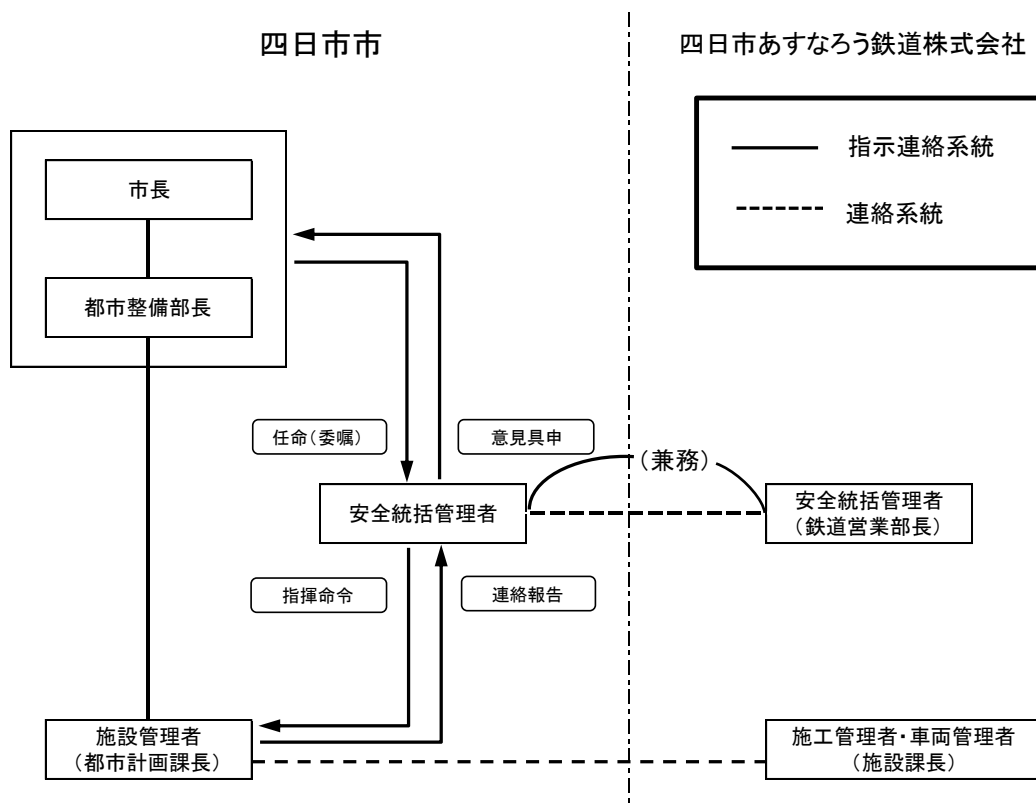 四日市市
四日市あすなろう鉄道株式会社
指示連絡系統
連絡系統
市長
都市整備部長
任命(委嘱)
意見具申
(兼務)
安全統括管理者
安全統括管理者
(鉄道営業部長)
指揮命令
連絡報告
施設管理者
(都市計画課長)
施工管理者・車両管理者
(施設課長)